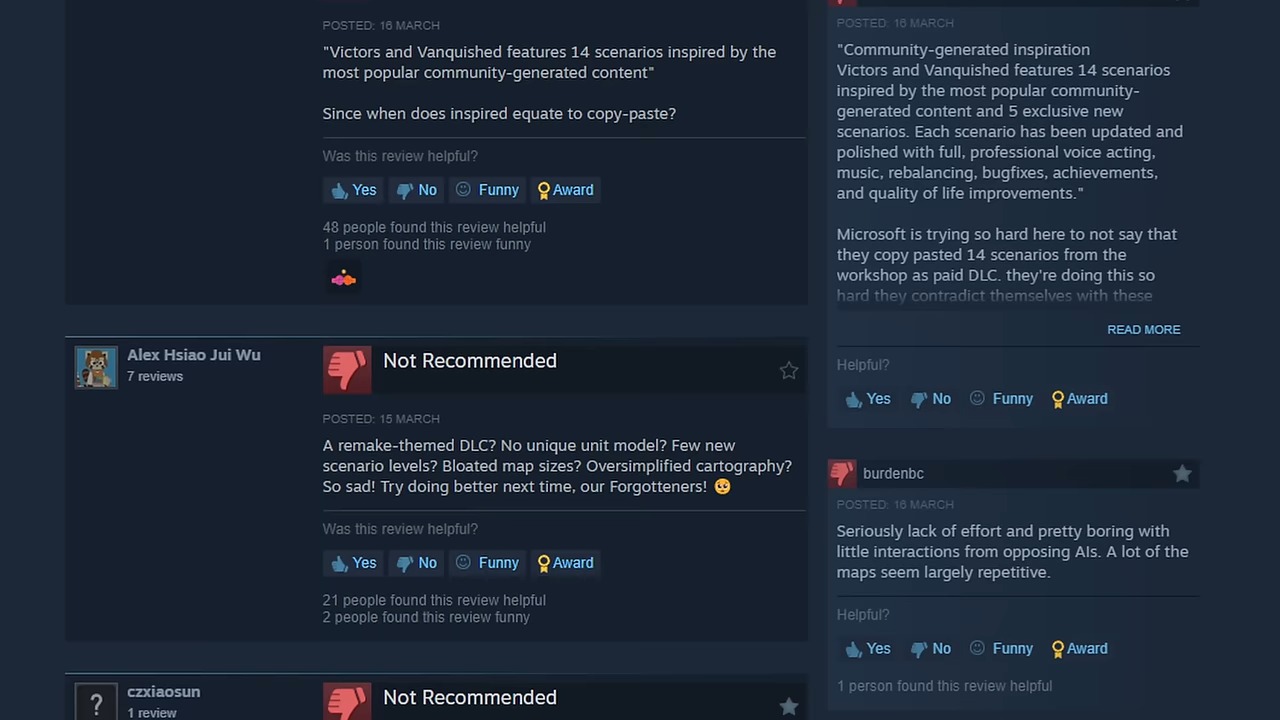 POSTED: 16 MARCH
"Victors and Vanquished features 14 scenarios inspired by the
most popular community-generated content"
Since when does inspired equate to copy-paste?
Was this review helpful?
Yes
No
Funny
Award
48 people found this review helpful
1 person found this review funny
Alex Hsiao Jui Wu
7 reviews
Not Recommended
POSTED: 15 MARCH
A remake-themed DLC? No unique unit model? Few new
scenario levels? Bloated map sizes? Oversimplified cartography?
So sad! Try doing better next time, our Forgotteners! 🥺
Was this review helpful?
Yes
No
Funny
Award
21 people found this review helpful
2 people found this review funny
?
czxiaosun
1 review
Not Recommended
POSTED: 16 MARCH
"Community-generated inspiration
Victors and Vanquished features 14 scenarios
inspired by the most popular community-
generated content and 5 exclusive new
scenarios. Each scenario has been updated and
polished with full, professional voice acting,
music, rebalancing, bugfixes, achievements,
and quality of life improvements."
Microsoft is trying so hard here to not say that
they copy pasted 14 scenarios from the
workshop as paid DLC. they're doing this so
hard they contradict themselves with these
READ MORE
Helpful?
Yes
No
Funny
Award
burdenbc
POSTED: 16 MARCH
Seriously lack of effort and pretty boring with
little interactions from opposing AIs. A lot of the
maps seem largely repetitive.
Helpful?
Yes
No
Funny
Award
1 person found this review helpful